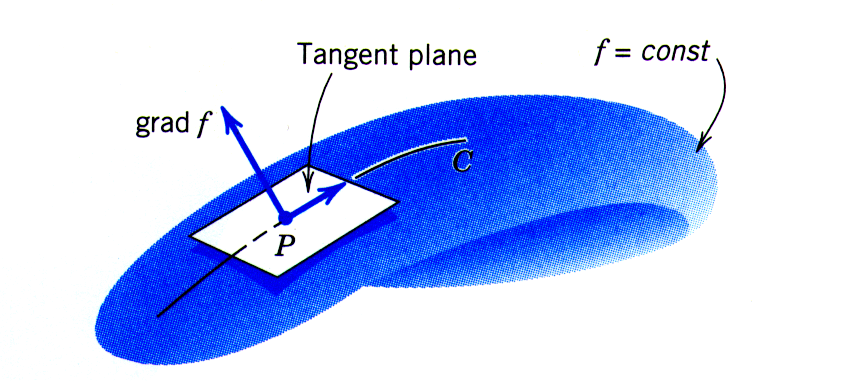 Tangent plane
f = const
grad f
C
P